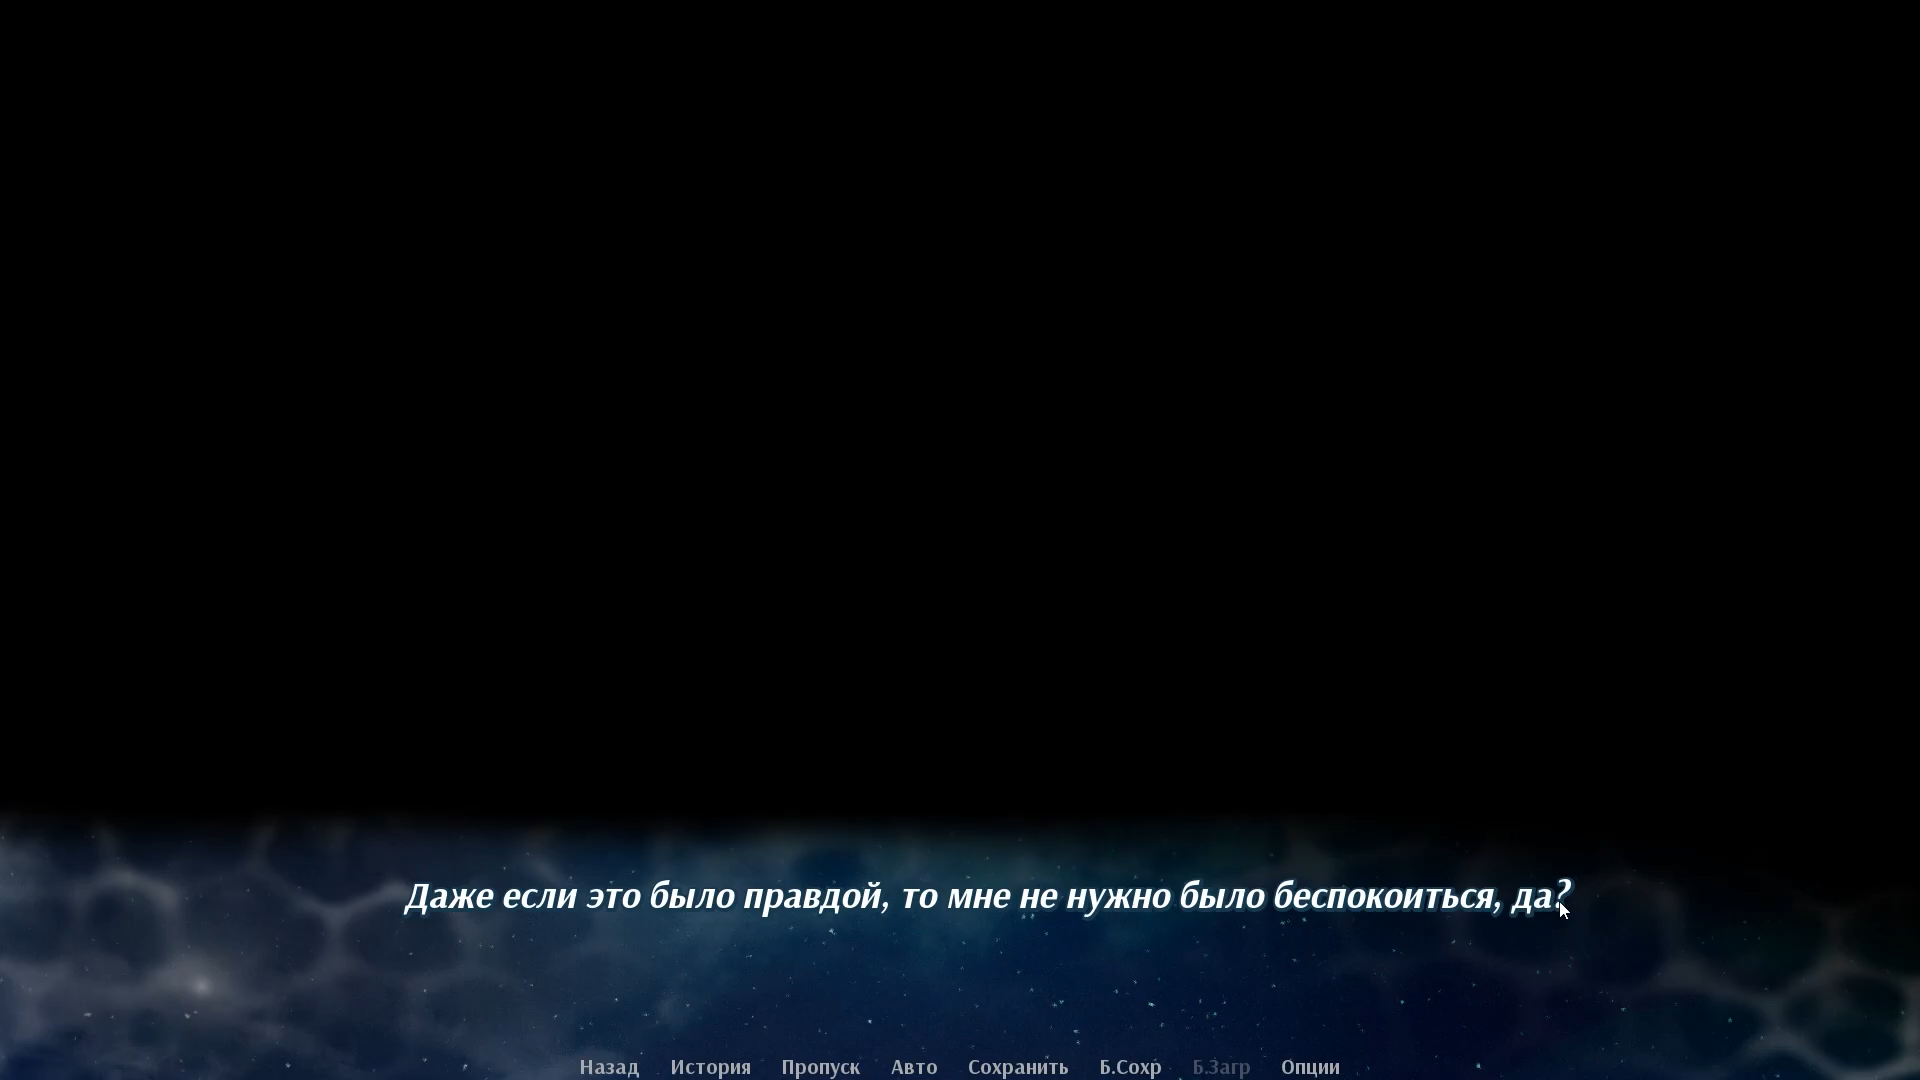 Даже если это было правдой, то мне не нужно было беспокоиться, да?
Назад История Пропуск Авто Сохранить Б.Сохр Б.Загр Опции